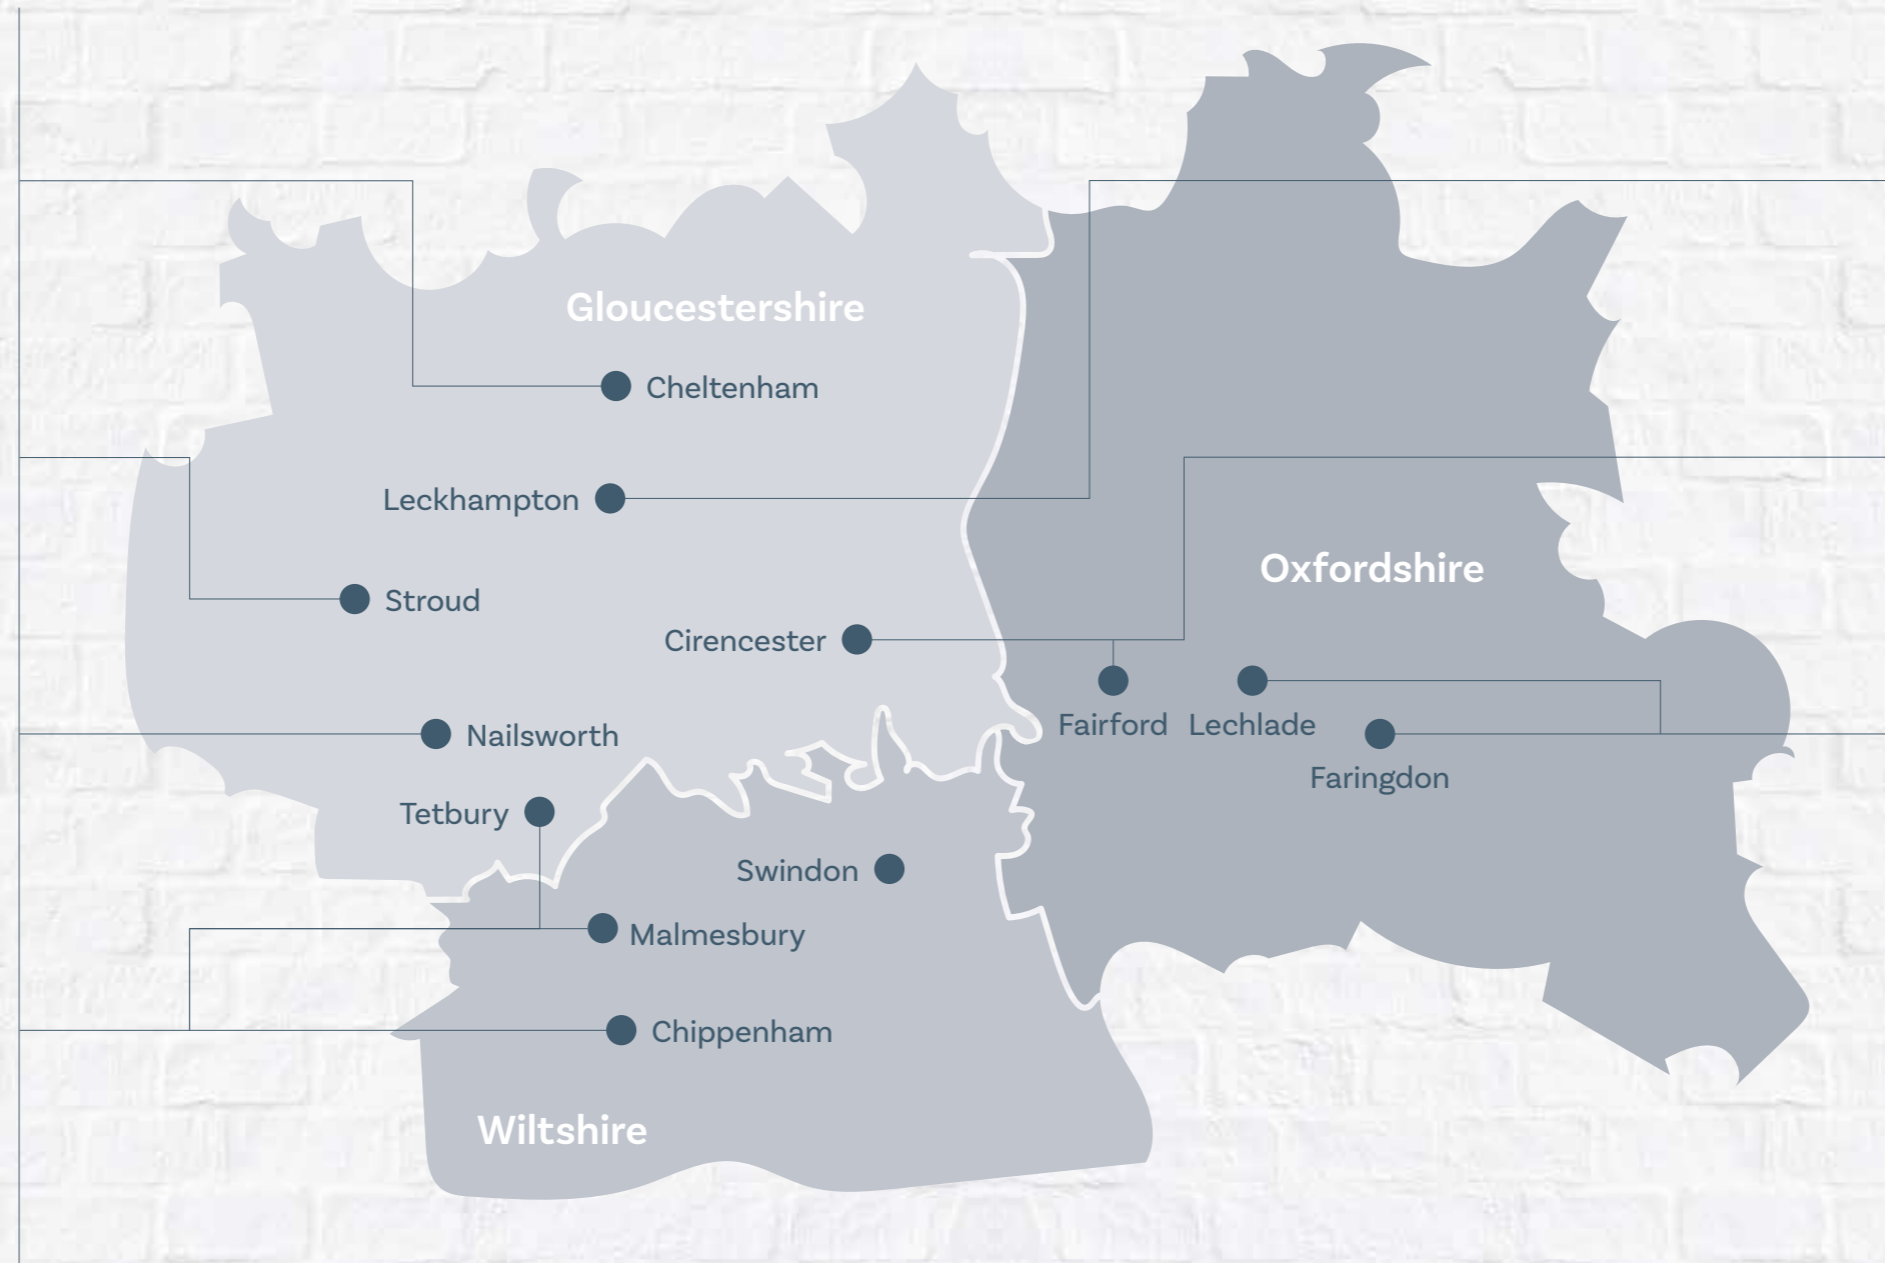 Gloucestershire
Cheltenham
Leckhampton
Oxfordshire
Stroud
Cirencester
Fairford
Lechlade
Nailsworth
Faringdon
Tetbury
Swindon
Malmesbury
Chippenham
Wiltshire